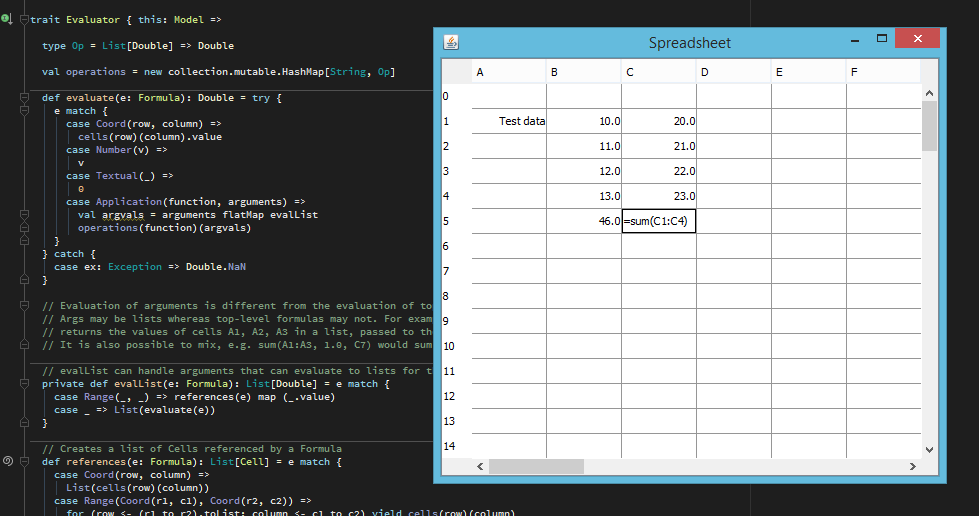 trait Evaluator { this: Model =>
type Op = List[Double] => Double
val operations = new collection.mutable.HashMap[String, Op]
def evaluate(e: Formula): Double = try {
e match {
case Coord(row, column) =>
cells(row)(column).value
case Number(v) =>
v
case Textual(_) =>
0
case Application(function, arguments) =>
val argvals = arguments flatMap evalList
operations(function)(argvals)
}
} catch {
case ex: Exception => Double.NaN
}
// Evaluation of arguments is different from the evaluation of to
// Args may be lists whereas top-level formulas may not. For exam
// returns the values of cells A1, A2, A3 in a list, passed to th
// It is also possible to mix, e.g. sum(A1:A3, 1.0, C7) would sum
// evalList can handle arguments that can evaluate to lists for t
private def evalList(e: Formula): List[Double] = e match {
case Range(_, _) => references(e) map (_.value)
case _ => List(evaluate(e))
}
// Creates a list of Cells referenced by a Formula
def references(e: Formula): List[Cell] = e match {
case Coord(row, column) =>
List(cells(row)(column))
case Range(Coord(r1, c1), Coord(r2, c2)) =>
for (row <- (r1 to r2).toList; column <- c1 to c2) yield cells(row)(column)
Spreadsheet
A B C D E F
0
1 Test data 10.0 20.0
2 11.0 21.0
3 12.0 22.0
4 13.0 23.0
5 46.0 =sum(C1:C4)
6
7
8
9
10
11
12
13
14